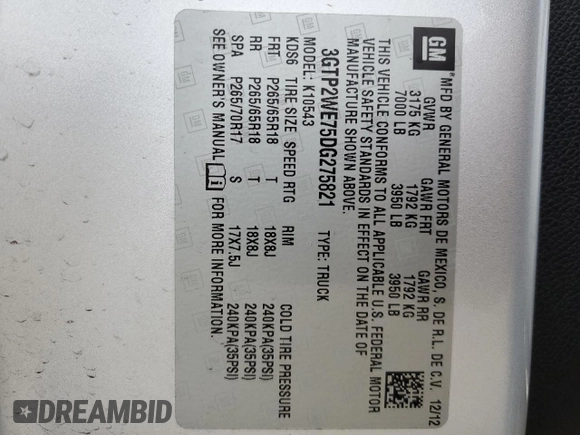 GM
MFD BY GENERAL MOTORS DE MEXICO, S. DE R.L. DE C.V. 12/12
GVWR GAWR FRT GAWR RR
3175 KG 1792 KG 1792 KG
7000 LB 3950 LB 3950 LB
THIS VEHICLE CONFORMS TO ALL APPLICABLE U.S. FEDERAL MOTOR
VEHICLE SAFETY STANDARDS IN EFFECT ON THE DATE OF
MANUFACTURE SHOWN ABOVE.
3GTP2WE75DG275821 TYPE: TRUCK
MODEL: K10543
KDS6 TIRE SIZE SPEED RTG RIM COLD TIRE PRESSURE
FRT P265/65R18 T 18X8J 240KPA(35PSI)
RR P265/65R18 T 18X8J 240KPA(35PSI)
SPA P265/70R17 S 17X7.5J 240KPA(35PSI)
SEE OWNER'S MANUAL FOR MORE INFORMATION.
DREAMBID